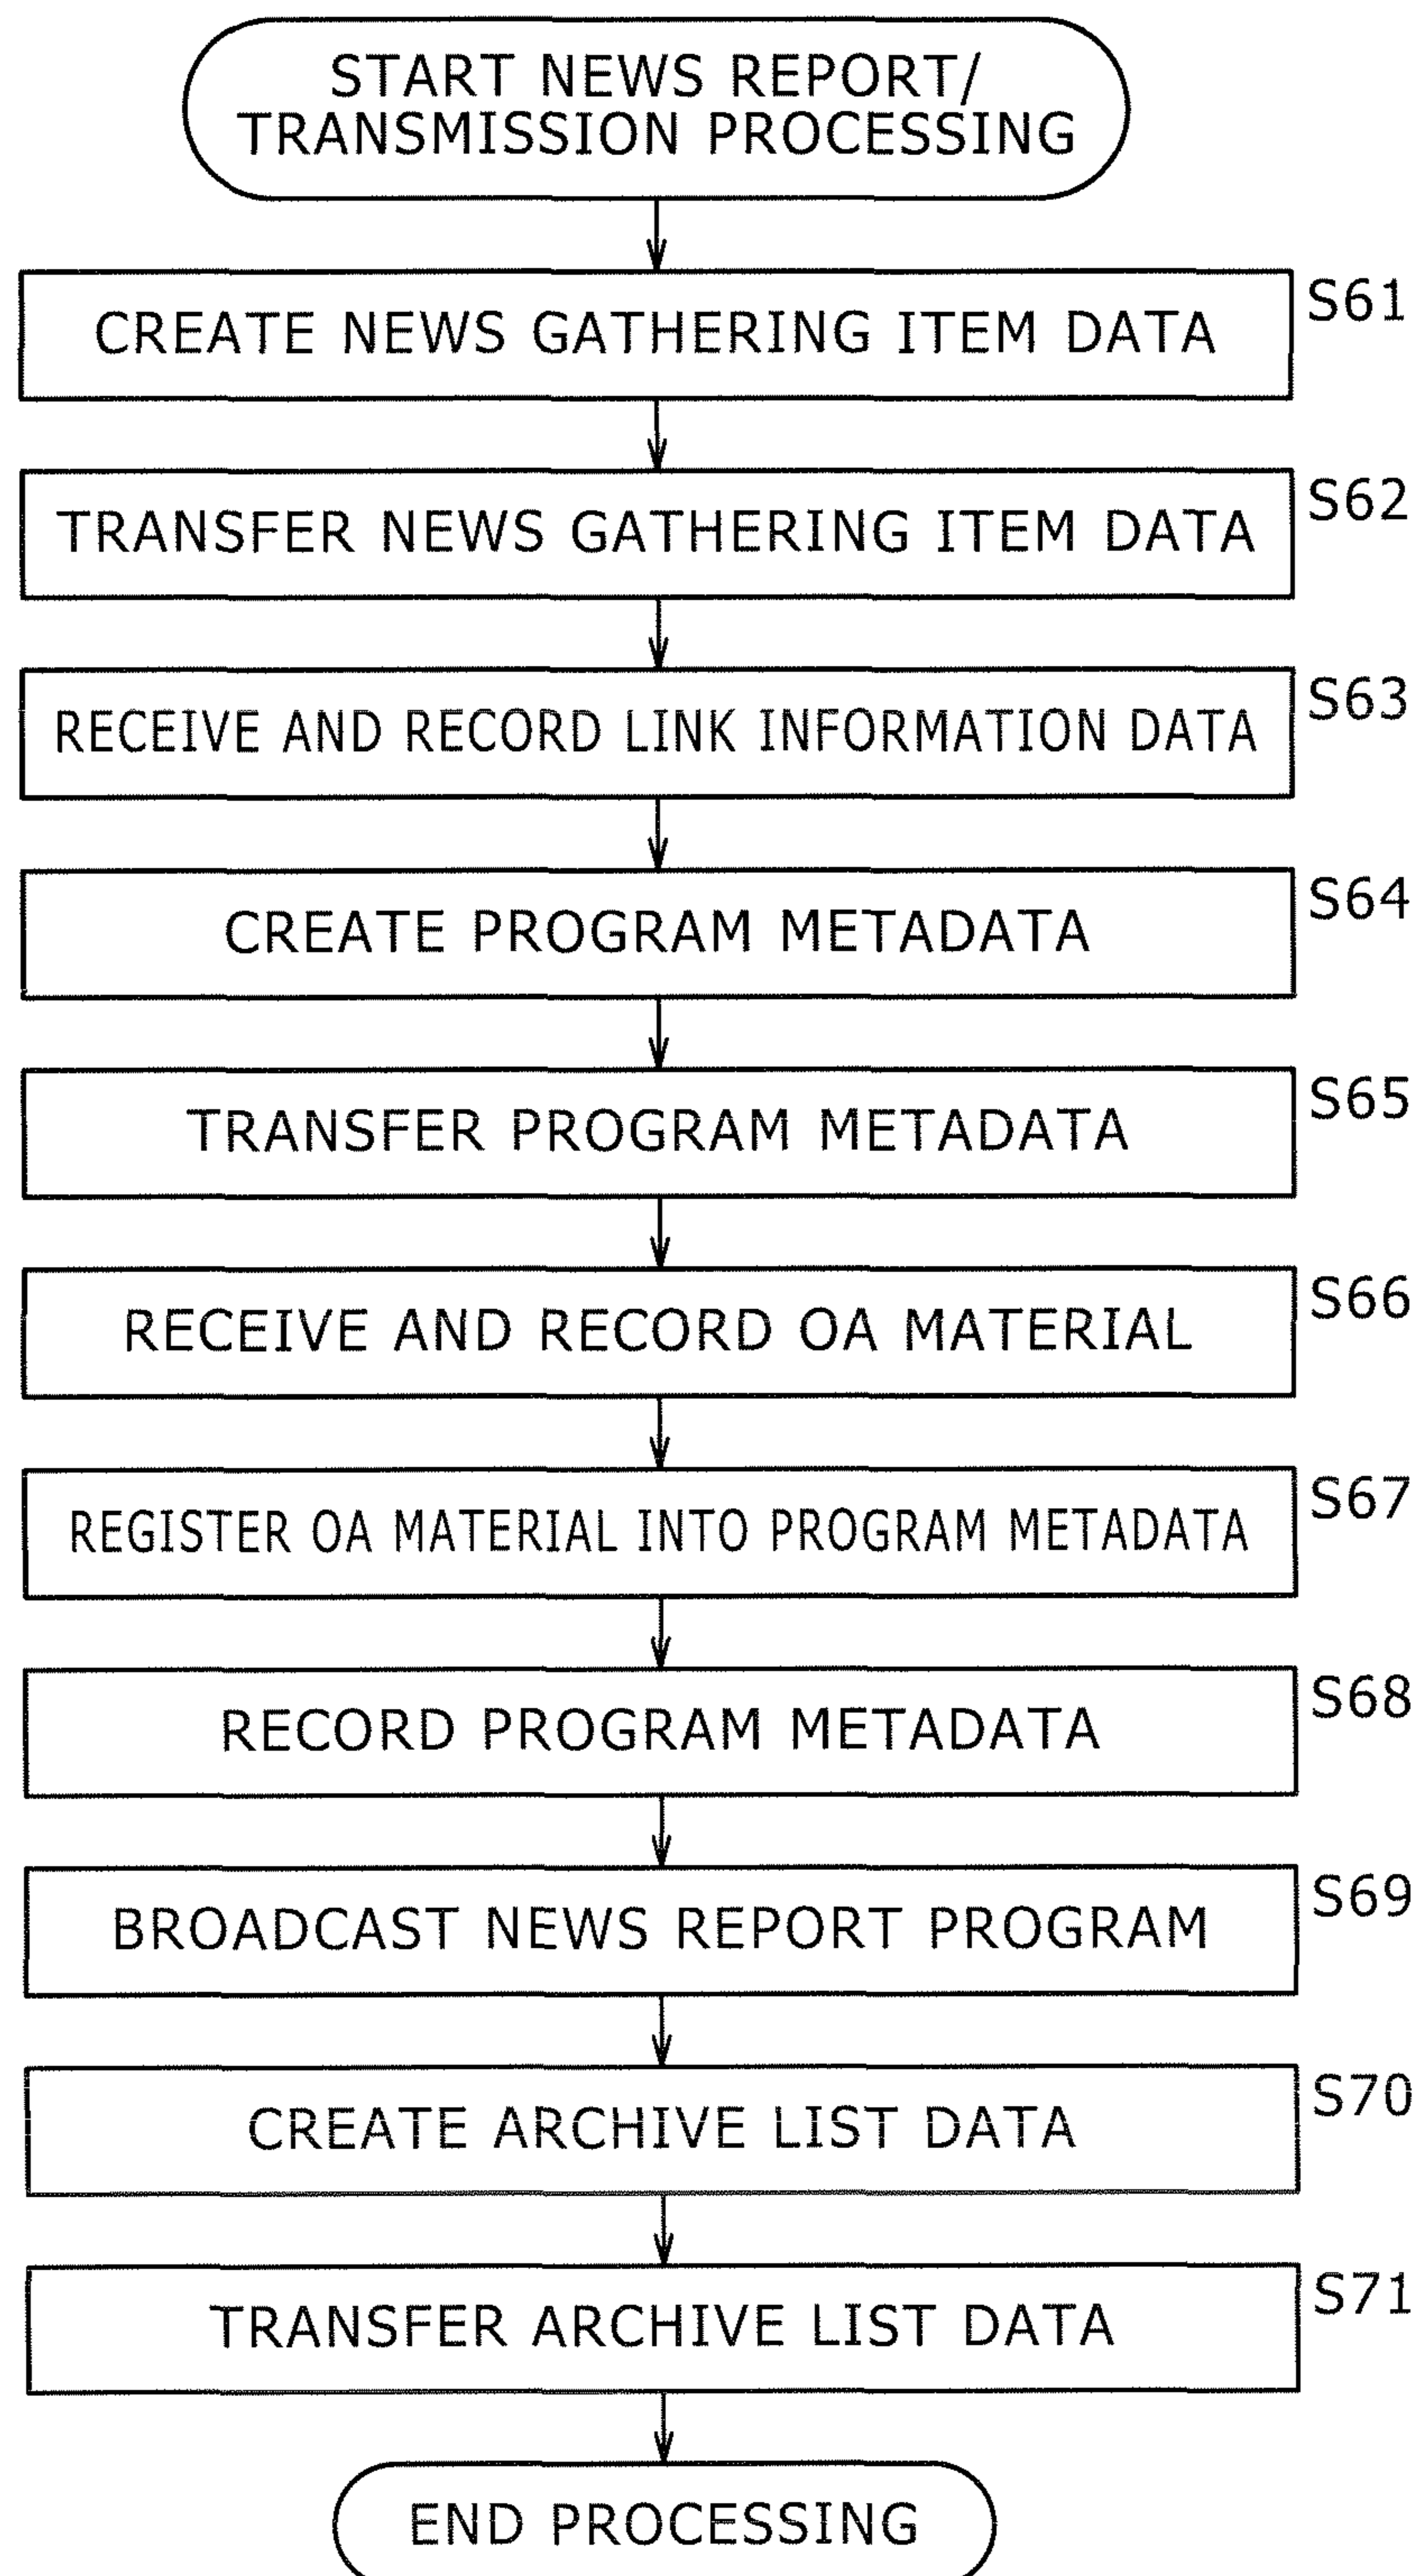 START NEWS REPORT/
TRANSMISSION PROCESSING
CREATE NEWS GATHERING ITEM DATA
S61
TRANSFER NEWS GATHERING ITEM DATA
S62
RECEIVE AND RECORD LINK INFORMATION DATA
S63
CREATE PROGRAM METADATA
S64
TRANSFER PROGRAM METADATA
S65
RECEIVE AND RECORD OA MATERIAL
S66
REGISTER OA MATERIAL INTO PROGRAM METADATA
S67
RECORD PROGRAM METADATA
S68
BROADCAST NEWS REPORT PROGRAM
S69
CREATE ARCHIVE LIST DATA
S70
TRANSFER ARCHIVE LIST DATA
S71
END PROCESSING